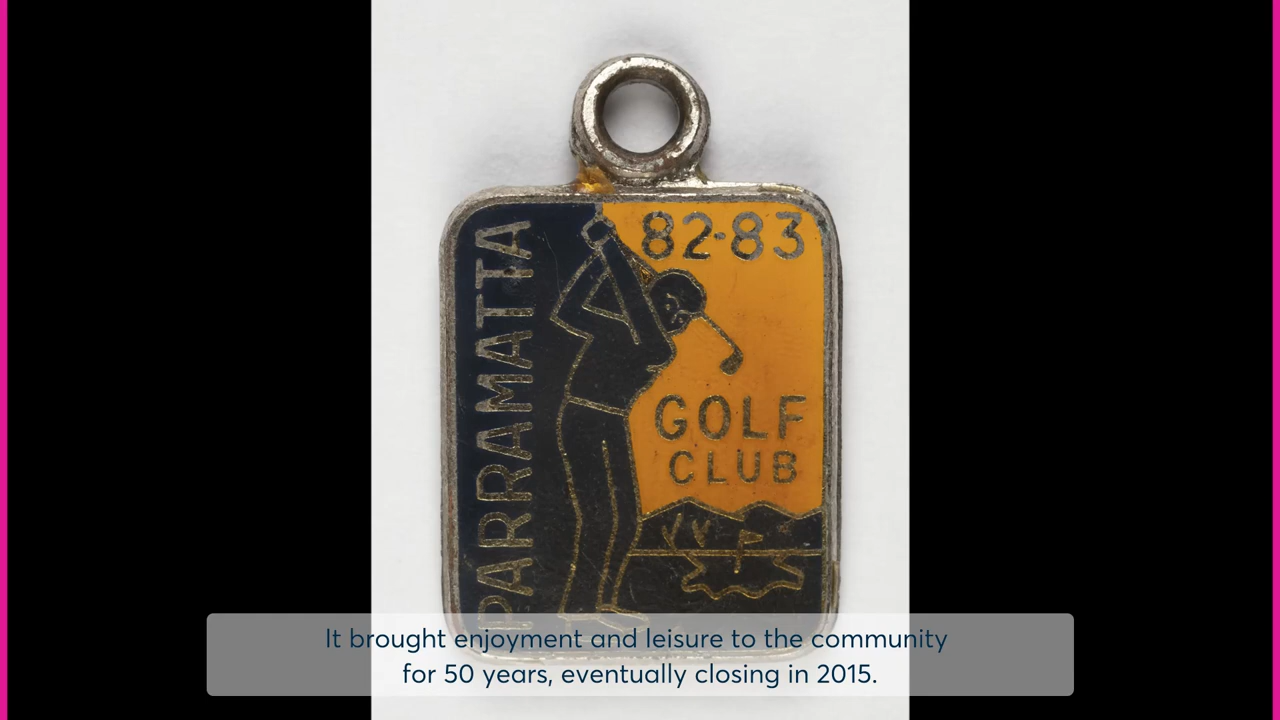 PARRAMATTA
82-83
GOLF
CLUB
It brought enjoyment and leisure to the community
for 50 years, eventually closing in 2015.